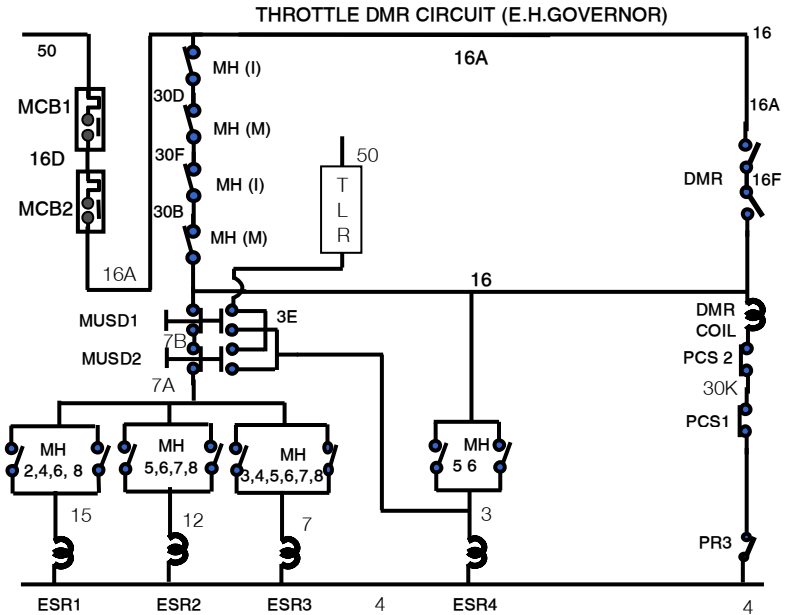 THROTTLE DMR CIRCUIT (E.H.GOVERNOR)
50
16
16A
MH (I)
MCB1
30D
16A
MH (M)
16D
30F
50
MH (I)
DMR
16F
MCB2
30B
T
L
R
MH (M)
16A
16
MUSD1
3E
DMR
COIL
7B
MUSD2
PCS 2
7A
30K
PCS1
MH
2,4,6, 8
MH
5,6,7,8
MH
3,4,5,6,7,8
MH
5 6
15
12
7
3
PR3
ESR1
ESR2
ESR3
4
ESR4
4